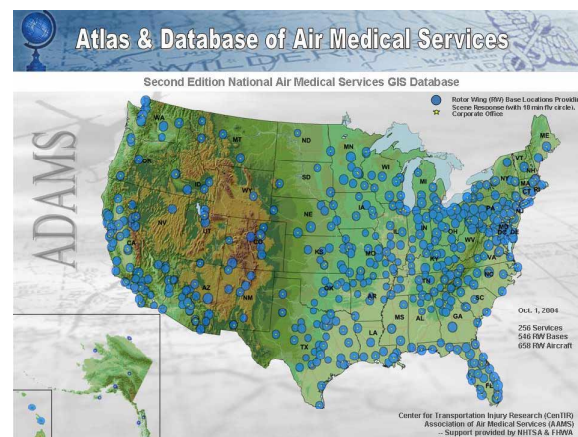 Atlas & Database of Air Medical Services
Second Edition National Air Medical Services GIS Database
Rotor Wing (RW) Base Locations Providi
Scene Response (with 10 min fly circle).
Corporate Office
ADAMS
WA
MT
ND
MN
ME
OR
ID
WY
SD
WI
MI
VT
NH
NY
MA
CT
RI
NV
UT
CO
NE
IA
IL
IN
OH
PA
NJ
CA
KS
MO
KY
WV
VA
DE
AZ
NM
OK
AR
TN
NC
SC
TX
LA
MS
AL
GA
FL
Oct. 1, 2004
256 Services
546 RW Bases
658 RW Aircraft
Center for Transportation Injury Research (CenTIR)
Association of Air Medical Services (AAMS)
-- Support provided by NHTSA & FHWA